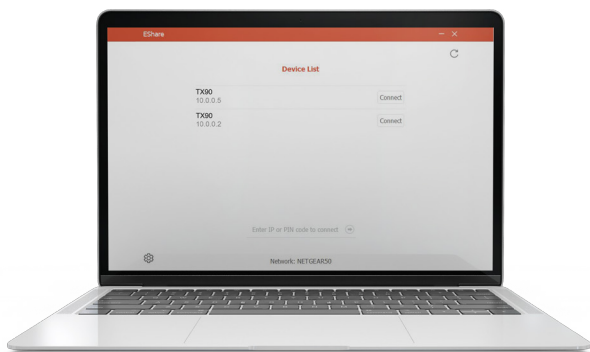 EShare
Device List
TX90
10.0.0.5
Connect
TX90
10.0.0.2
Connect
Enter IP or PIN code to connect
Network: NETGEAR50